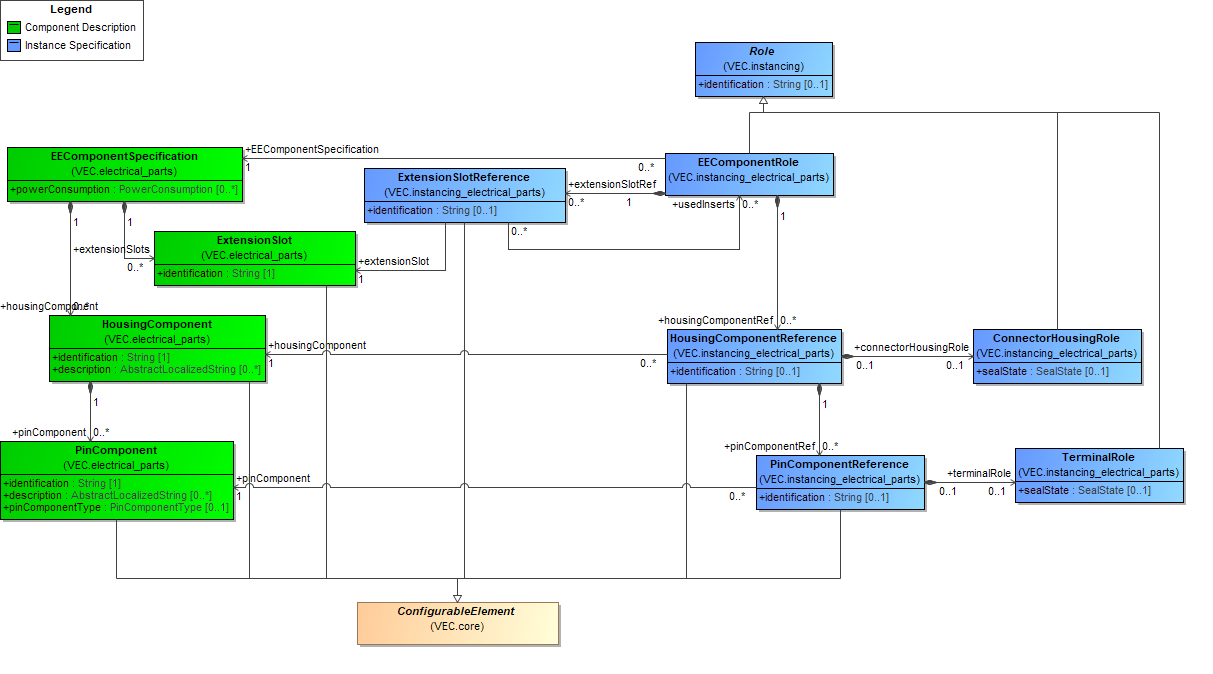 Legend
Component Description
Instance Specification
Role
(VEC.instancing)
+identification : String [0..1]
EEComponentSpecification
(VEC.electrical_parts)
+powerConsumption : PowerConsumption [0..*]
+EEComponentSpecification
1
0..*
EEComponentRole
(VEC.instancing_electrical_parts)
ExtensionSlotReference
(VEC.instancing_electrical_parts)
+identification : String [0..1]
+extensionSlotRef
0..*
1
+usedInserts
0..*
0..*
1
1
1
+extensionSlots
0..*
ExtensionSlot
(VEC.electrical_parts)
+identification : String [1]
+extensionSlot
1
+housingComponent
0..*
HousingComponent
(VEC.electrical_parts)
+identification : String [1]
+description : AbstractLocalizedString [0..*]
+housingComponent
1
0..*
+housingComponentRef
0..*
HousingComponentReference
(VEC.instancing_electrical_parts)
+identification : String [0..1]
+connectorHousingRole
0..1
0..1
ConnectorHousingRole
(VEC.instancing_electrical_parts)
+sealState : SealState [0..1]
1
1
+pinComponent
0..*
PinComponent
(VEC.electrical_parts)
+identification : String [1]
+description : AbstractLocalizedString [0..*]
+pinComponentType : PinComponentType [0..1]
+pinComponent
1
0..*
+pinComponentRef
0..*
PinComponentReference
(VEC.instancing_electrical_parts)
+identification : String [0..1]
+terminalRole
0..1
0..1
TerminalRole
(VEC.instancing_electrical_parts)
+sealState : SealState [0..1]
ConfigurableElement
(VEC.core)